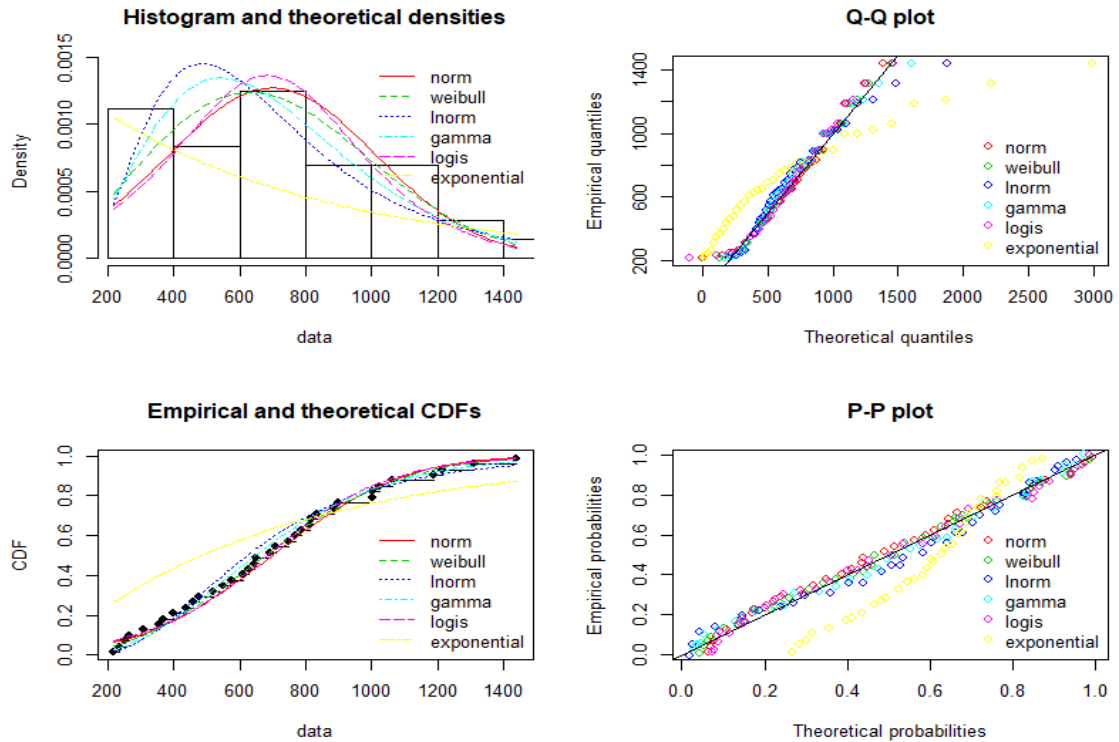 Histogram and theoretical densities
Density
0.0000 0.0005 0.0010 0.0015
norm
weibull
lnorm
gamma
logis
exponential
200 400 600 800 1000 1200 1400
data
Q-Q plot
Empirical quantiles
200 600 1000 1400
norm
weibull
lnorm
gamma
logis
exponential
0 500 1000 1500 2000 2500 3000
Theoretical quantiles
Empirical and theoretical CDFs
CDF
0.0 0.2 0.4 0.6 0.8 1.0
norm
weibull
lnorm
gamma
logis
exponential
200 400 600 800 1000 1200 1400
data
P-P plot
Empirical probabilities
0.0 0.2 0.4 0.6 0.8 1.0
norm
weibull
lnorm
gamma
logis
exponential
0.0 0.2 0.4 0.6 0.8 1.0
Theoretical probabilities